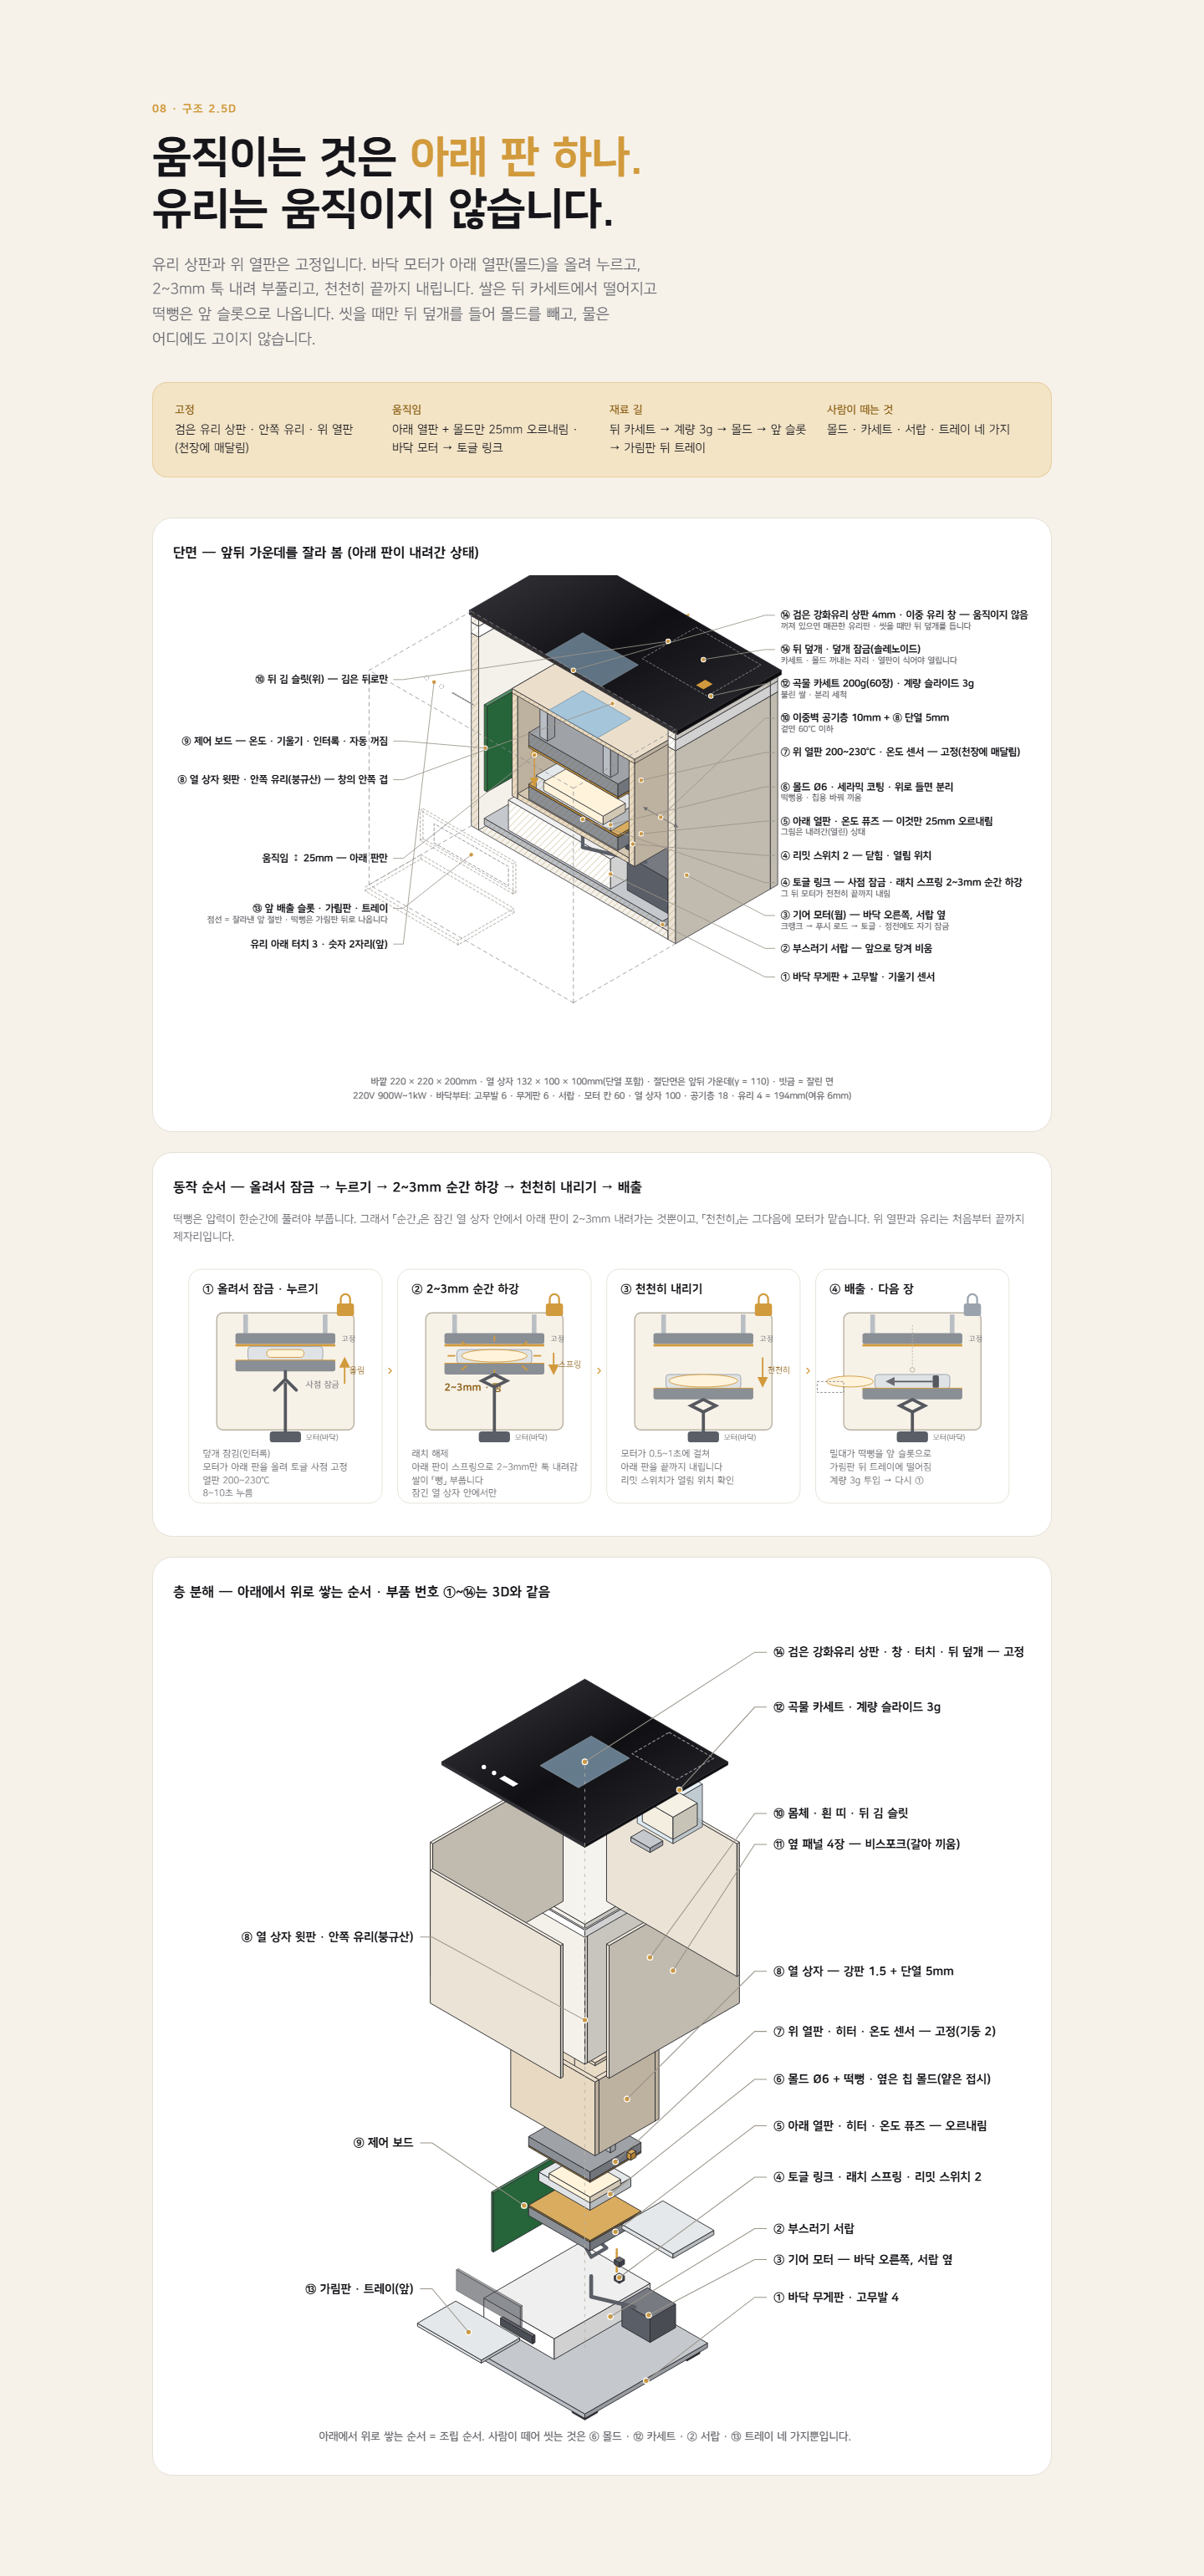 08 · 구조 2.5D
움직이는 것은 아래 판 하나.
유리는 움직이지 않습니다.
유리 상판과 위 열판은 고정입니다. 바닥 모터가 아래 열판(몰드)을 올려 누르고,
2~3mm 툭 내려 부풀리고, 천천히 끝까지 내립니다. 쌀은 뒤 카세트에서 떨어지고
떡뻥은 앞 슬롯으로 나옵니다. 씻을 때만 뒤 덮개를 들어 몰드를 빼고, 물은
어디에도 고이지 않습니다.
고정
검은 유리 상판 · 안쪽 유리 · 위 열판
(천장에 매달림)
움직임
아래 열판 + 몰드만 25mm 오르내림 ·
바닥 모터 → 토글 링크
재료 길
뒤 카세트 → 계량 3g → 몰드 → 앞 슬롯
→ 가림판 뒤 트레이
사람이 떼는 것
몰드 · 카세트 · 서랍 · 트레이 네 가지
단면 — 앞뒤 가운데를 잘라 봄 (아래 판이 내려간 상태)
⑩ 뒤 김 슬릿(위) — 김은 뒤로만
⑨ 제어 보드 — 온도 · 기울기 · 인터록 · 자동 꺼짐
⑧ 열 상자 윗판 · 안쪽 유리(붕규산) — 창의 안쪽 겹
움직임 ↕ 25mm — 아래 판만
⑬ 앞 배출 슬롯 · 가림판 · 트레이
점선 = 잘라낸 앞 절반 · 떡뻥은 가림판 뒤로 나옵니다
유리 아래 터치 3 · 숫자 2자리(앞)
⑭ 검은 강화유리 상판 4mm · 이중 유리 창 — 움직이지 않음
꺼져 있으면 매끈한 유리판 · 씻을 때만 뒤 덮개를 듭니다
⑭ 뒤 덮개 · 덮개 잠금(솔레노이드)
카세트 · 몰드 꺼내는 자리 · 열판이 식어야 열립니다
⑫ 곡물 카세트 200g(60장) · 계량 슬라이드 3g
불린 쌀 · 분리 세척
⑩ 이중벽 공기층 10mm + ⑧ 단열 5mm
겉면 60℃ 이하
⑦ 위 열판 200~230℃ · 온도 센서 — 고정(천장에 매달림)
⑥ 몰드 Ø6 · 세라믹 코팅 · 위로 들면 분리
떡뻥용 · 칩용 바꿔 끼움
⑤ 아래 열판 · 온도 퓨즈 — 이것만 25mm 오르내림
그림은 내려간(열린) 상태
④ 리밋 스위치 2 — 닫힘 · 열림 위치
④ 토글 링크 — 사점 잠금 · 래치 스프링 2~3mm 순간 하강
그 뒤 모터가 천천히 끝까지 내림
③ 기어 모터(웜) — 바닥 오른쪽, 서랍 옆
크랭크 → 푸시 로드 → 토글 · 정전에도 자기 잠금
② 부스러기 서랍 — 앞으로 당겨 비움
① 바닥 무게판 + 고무발 · 기울기 센서
바깥 220 × 220 × 200mm · 열 상자 132 × 100 × 100mm(단열 포함) · 절단면은 앞뒤 가운데(y = 110) · 빗금 = 잘린 면
220V 900W~1kW · 바닥부터: 고무발 6 · 무게판 6 · 서랍 · 모터 칸 60 · 열 상자 100 · 공기층 18 · 유리 4 = 194mm(여유 6mm)
동작 순서 — 올려서 잠금 → 누르기 → 2~3mm 순간 하강 → 천천히 내리기 → 배출
떡뻥은 압력이 한순간에 풀려야 부풉니다. 그래서 「순간」은 잠긴 열 상자 안에서 아래 판이 2~3mm 내려가는 것뿐이고, 「천천히」는 그다음에 모터가 맡습니다. 위 열판과 유리는 처음부터 끝까지
제자리입니다.
① 올려서 잠금 · 누르기
고정
올림
사점 잠금
모터(바닥)
덮개 잠김(인터록)
모터가 아래 판을 올려 토글 사점 고정
열판 200~230℃
8~10초 누름
② 2~3mm 순간 하강
고정
스프링
2~3mm ·
모터(바닥)
래치 해제
아래 판이 스프링으로 2~3mm만 툭 내려감
쌀이 「뻥」 부픕니다
잠긴 열 상자 안에서만
③ 천천히 내리기
고정
천천히
모터(바닥)
모터가 0.5~1초에 걸쳐
아래 판을 끝까지 내립니다
리밋 스위치가 열림 위치 확인
④ 배출 · 다음 장
고정
모터(바닥)
밀대가 떡뻥을 앞 슬롯으로
가림판 뒤 트레이에 떨어짐
계량 3g 투입 → 다시 ①
층 분해 — 아래에서 위로 쌓는 순서 · 부품 번호 ①~⑭는 3D와 같음
⑭ 검은 강화유리 상판 · 창 · 터치 · 뒤 덮개 — 고정
⑫ 곡물 카세트 · 계량 슬라이드 3g
⑩ 몸체 · 흰 띠 · 뒤 김 슬릿
⑪ 옆 패널 4장 — 비스포크(갈아 끼움)
⑧ 열 상자 윗판 · 안쪽 유리(붕규산)
⑧ 열 상자 — 강판 1.5 + 단열 5mm
⑦ 위 열판 · 히터 · 온도 센서 — 고정(기둥 2)
⑥ 몰드 Ø6 + 떡뻥 · 옆은 칩 몰드(얕은 접시)
⑤ 아래 열판 · 히터 · 온도 퓨즈 — 오르내림
⑨ 제어 보드
④ 토글 링크 · 래치 스프링 · 리밋 스위치 2
② 부스러기 서랍
③ 기어 모터 — 바닥 오른쪽, 서랍 옆
⑬ 가림판 · 트레이(앞)
① 바닥 무게판 · 고무발 4
아래에서 위로 쌓는 순서 = 조립 순서. 사람이 떼어 씻는 것은 ⑥ 몰드 · ⑫ 카세트 · ② 서랍 · ⑬ 트레이 네 가지뿐입니다.